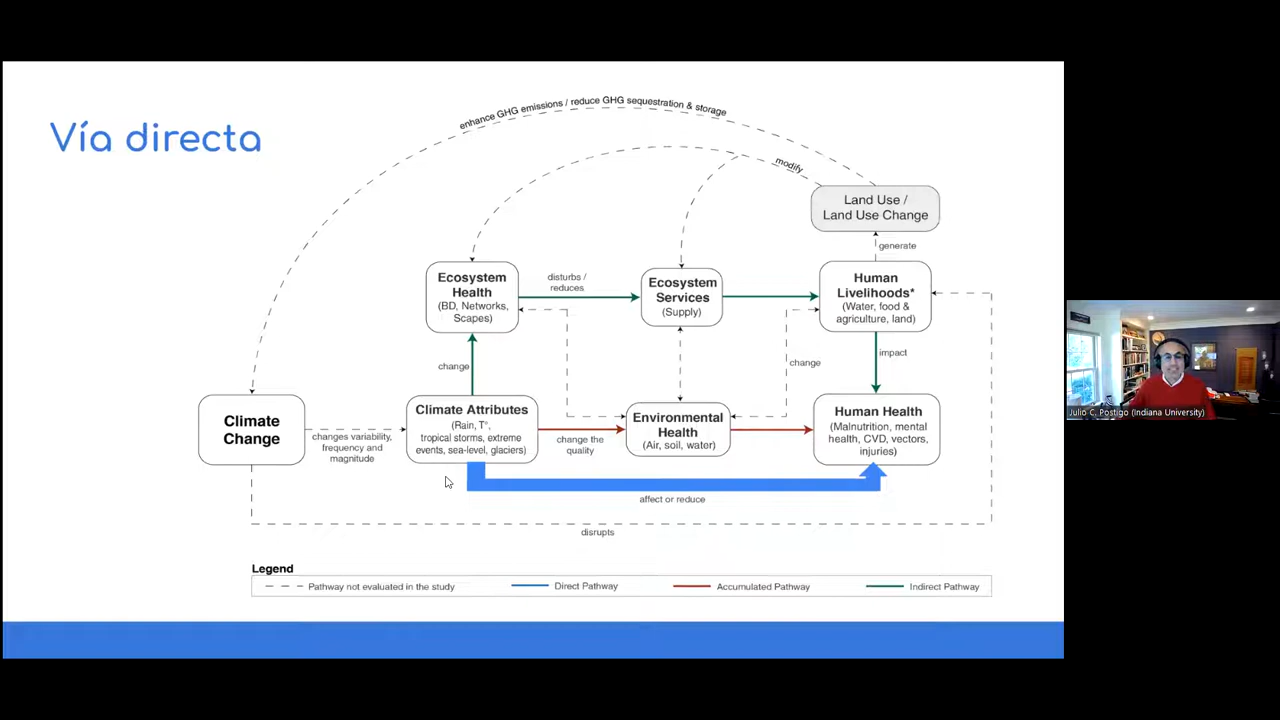 Vía directa
enhance GHG emissions / reduce GHG sequestration & storage
modify
Land Use /
Land Use Change
generate
Ecosystem
Health
(BD, Networks,
Scapes)
disturbs /
reduces
Ecosystem
Services
(Supply)
Human
Livelihoods*
(Water, food &
agriculture, land)
change
change
impact
Climate
Change
changes variability,
frequency and
magnitude
Climate Attributes
(Rain, T°,
tropical storms, extreme
events, sea-level, glaciers)
change the
quality
Environmental
Health
(Air, soil, water)
Human Health
(Malnutrition, mental
health, CVD, vectors,
injuries)
affect or reduce
disrupts
Legend
Pathway not evaluated in the study
Direct Pathway
Accumulated Pathway
Indirect Pathway
Julio C. Postigo (Indiana University)